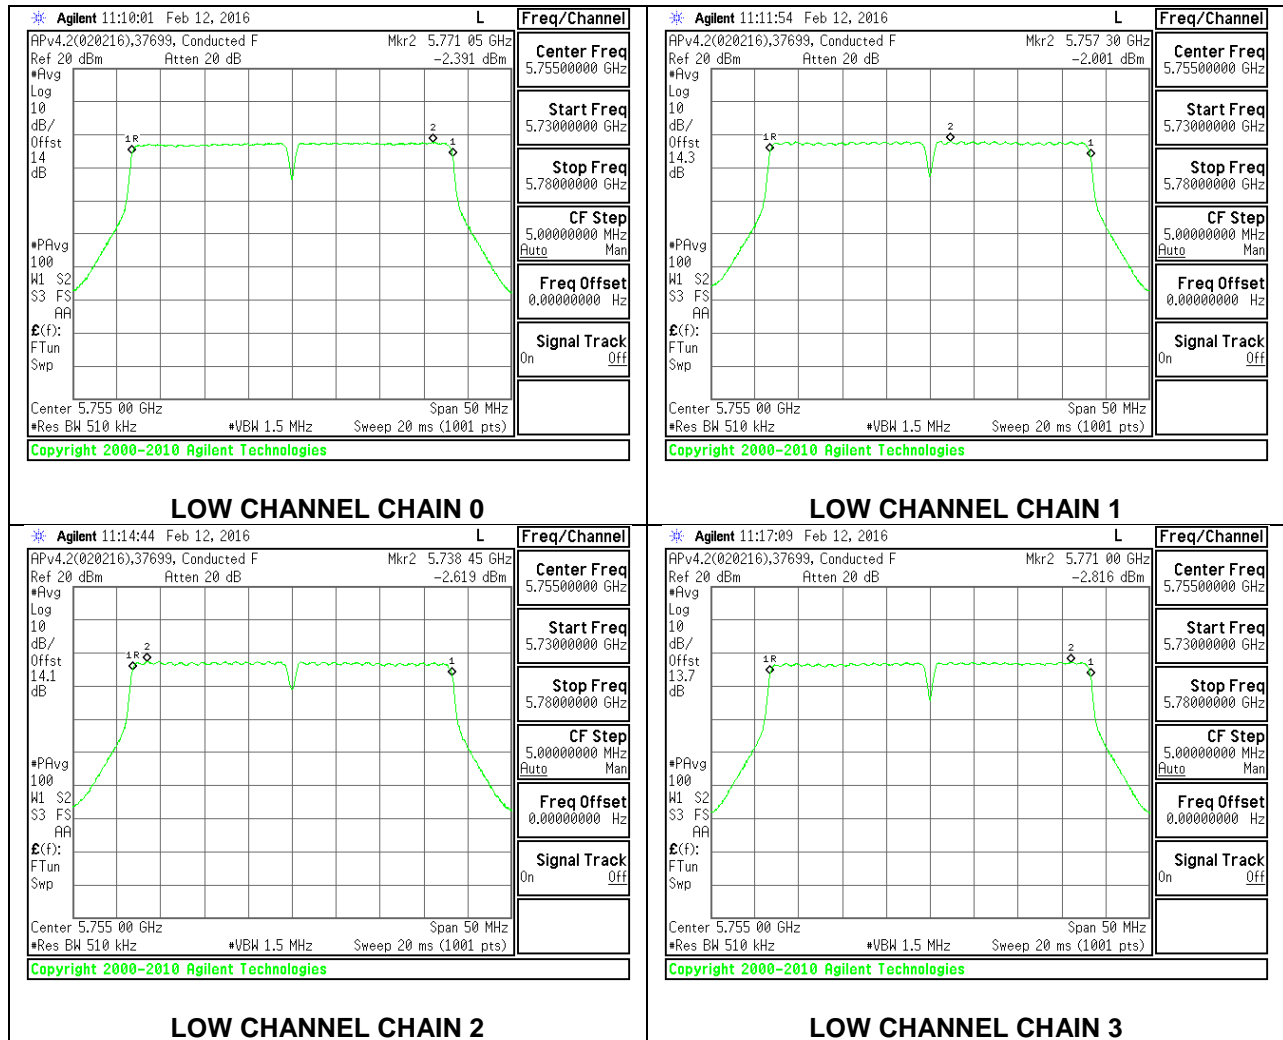 Agilent 11:10:01 Feb 12, 2016 L Freq/Channel
APv4.2(020216),37699, Conducted F Mkr2 5.771 05 GHz
Ref 20 dBm Atten 20 dB -2.391 dBm
#Avg
Log
10
dB/
Offst
14
dB
#PAvg
100
W1 S2
S3 FS
AA
£(f):
FTun
Swp
1R
2
1
Center 5.755 00 GHz Span 50 MHz
#Res BW 510 kHz #VBW 1.5 MHz Sweep 20 ms (1001 pts)
Copyright 2000-2010 Agilent Technologies
Center Freq
5.75500000 GHz
Start Freq
5.73000000 GHz
Stop Freq
5.78000000 GHz
CF Step
5.00000000 MHz
Auto Man
Freq Offset
0.00000000 Hz
Signal Track
On Off
LOW CHANNEL CHAIN 0
Agilent 11:11:54 Feb 12, 2016 L Freq/Channel
APv4.2(020216),37699, Conducted F Mkr2 5.757 30 GHz
Ref 20 dBm Atten 20 dB -2.001 dBm
#Avg
Log
10
dB/
Offst
14.3
dB
#PAvg
100
W1 S2
S3 FS
AA
£(f):
FTun
Swp
1R
2
1
Center 5.755 00 GHz Span 50 MHz
#Res BW 510 kHz #VBW 1.5 MHz Sweep 20 ms (1001 pts)
Copyright 2000-2010 Agilent Technologies
Center Freq
5.75500000 GHz
Start Freq
5.73000000 GHz
Stop Freq
5.78000000 GHz
CF Step
5.00000000 MHz
Auto Man
Freq Offset
0.00000000 Hz
Signal Track
On Off
LOW CHANNEL CHAIN 1
Agilent 11:14:44 Feb 12, 2016 L Freq/Channel
APv4.2(020216),37699, Conducted F Mkr2 5.738 45 GHz
Ref 20 dBm Atten 20 dB -2.619 dBm
#Avg
Log
10
dB/
Offst
14.1
dB
#PAvg
100
W1 S2
S3 FS
AA
£(f):
FTun
Swp
1R
2
1
Center 5.755 00 GHz Span 50 MHz
#Res BW 510 kHz #VBW 1.5 MHz Sweep 20 ms (1001 pts)
Copyright 2000-2010 Agilent Technologies
Center Freq
5.75500000 GHz
Start Freq
5.73000000 GHz
Stop Freq
5.78000000 GHz
CF Step
5.00000000 MHz
Auto Man
Freq Offset
0.00000000 Hz
Signal Track
On Off
LOW CHANNEL CHAIN 2
Agilent 11:17:09 Feb 12, 2016 L Freq/Channel
APv4.2(020216),37699, Conducted F Mkr2 5.771 00 GHz
Ref 20 dBm Atten 20 dB -2.816 dBm
#Avg
Log
10
dB/
Offst
13.7
dB
#PAvg
100
W1 S2
S3 FS
AA
£(f):
FTun
Swp
1R
2
1
Center 5.755 00 GHz Span 50 MHz
#Res BW 510 kHz #VBW 1.5 MHz Sweep 20 ms (1001 pts)
Copyright 2000-2010 Agilent Technologies
Center Freq
5.75500000 GHz
Start Freq
5.73000000 GHz
Stop Freq
5.78000000 GHz
CF Step
5.00000000 MHz
Auto Man
Freq Offset
0.00000000 Hz
Signal Track
On Off
LOW CHANNEL CHAIN 3